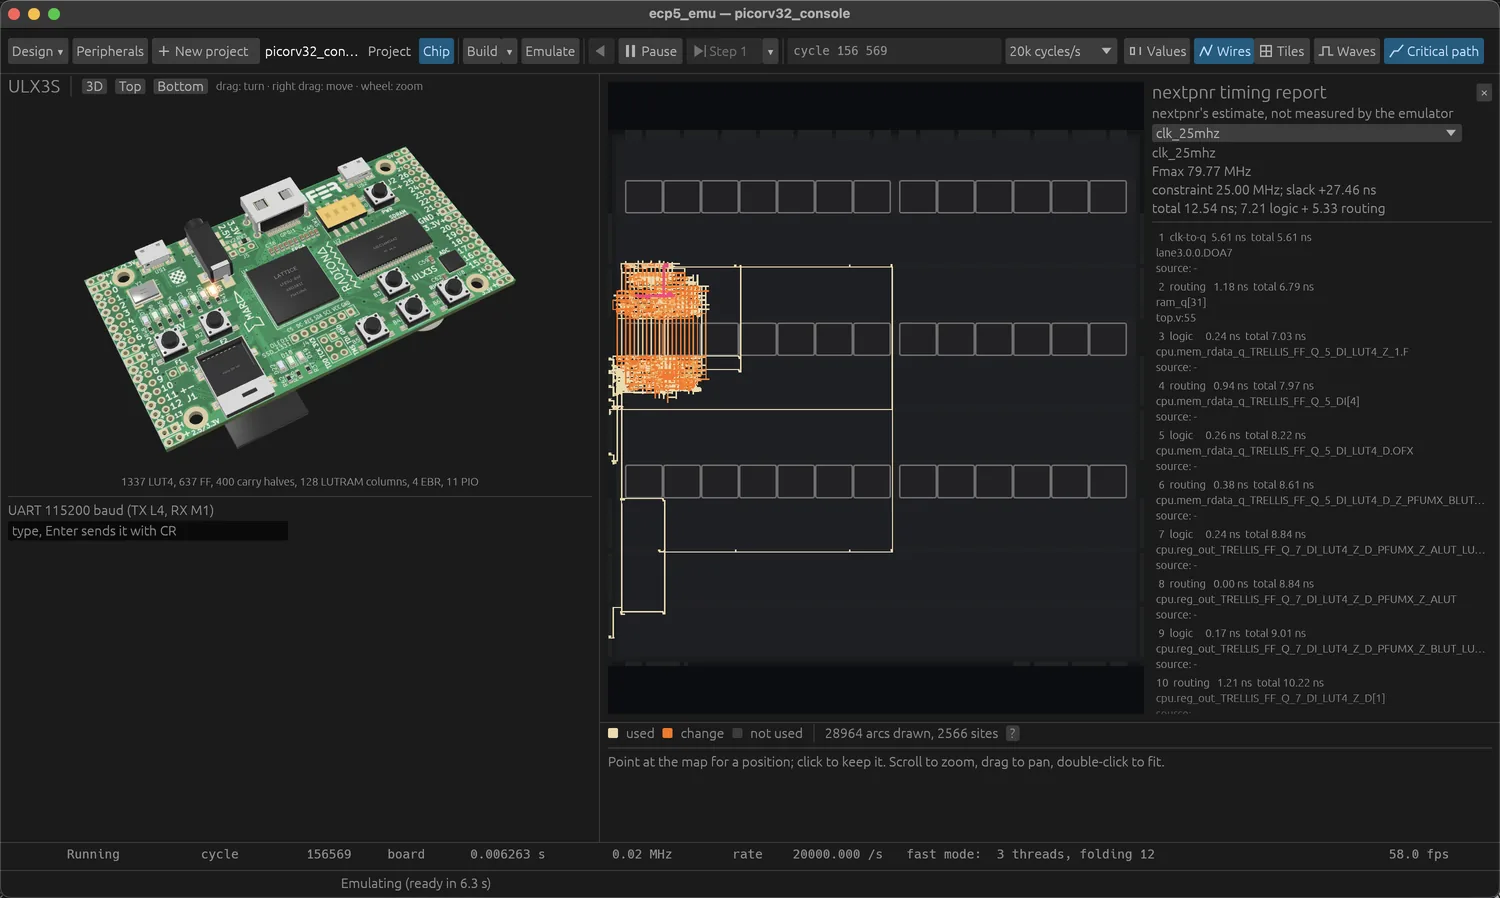 ecp5_emu — picorv32_console
Design ▾ Peripherals + New project picorv32_con... Project Chip Build ▾ Emulate Pause Step 1 ▾ cycle 156 569 20k cycles/s Values Wires Tiles Waves Critical path
ULX3S 3D Top Bottom drag: turn · right drag: move · wheel: zoom
1337 LUT4, 637 FF, 400 carry halves, 128 LUTRAM columns, 4 EBR, 11 PIO
UART 115200 baud (TX L4, RX M1)
type, Enter sends it with CR
LATTICE
RADIONA
ULX3S
FER
GND
J1
J2
nextpnr timing report
nextpnr's estimate, not measured by the emulator
clk_25mhz
clk_25mhz
Fmax 79.77 MHz
constraint 25.00 MHz; slack +27.46 ns
total 12.54 ns; 7.21 logic + 5.33 routing
1 clk-to-q 5.61 ns total 5.61 ns
lane3.0.0.DOA7
source: -
2 routing 1.18 ns total 6.79 ns
ram_q[31]
top.v:55
3 logic 0.24 ns total 7.03 ns
cpu.mem_rdata_q_TRELLIS_FF_Q_5_DI_LUT4_Z_1.F
source: -
4 routing 0.94 ns total 7.97 ns
cpu.mem_rdata_q_TRELLIS_FF_Q_5_DI[4]
source: -
5 logic 0.26 ns total 8.22 ns
cpu.mem_rdata_q_TRELLIS_FF_Q_5_DI_LUT4_D.OFX
source: -
6 routing 0.38 ns total 8.61 ns
cpu.mem_rdata_q_TRELLIS_FF_Q_5_DI_LUT4_D_Z_PFUMX_BLUT...
source: -
7 logic 0.24 ns total 8.84 ns
cpu.reg_out_TRELLIS_FF_Q_7_DI_LUT4_Z_D_PFUMX_Z_ALUT_LU...
source: -
8 routing 0.00 ns total 8.84 ns
cpu.reg_out_TRELLIS_FF_Q_7_DI_LUT4_Z_D_PFUMX_Z_ALUT
source: -
9 logic 0.17 ns total 9.01 ns
cpu.reg_out_TRELLIS_FF_Q_7_DI_LUT4_Z_D_PFUMX_Z_BLUT_LU...
source: -
10 routing 1.21 ns total 10.22 ns
cpu.reg_out_TRELLIS_FF_Q_7_DI_LUT4_Z_D[1]
used change not used 28964 arcs drawn, 2566 sites ?
Point at the map for a position; click to keep it. Scroll to zoom, drag to pan, double-click to fit.
Running cycle 156569 board 0.006263 s 0.02 MHz rate 20000.000 /s fast mode: 3 threads, folding 12 58.0 fps
Emulating (ready in 6.3 s)